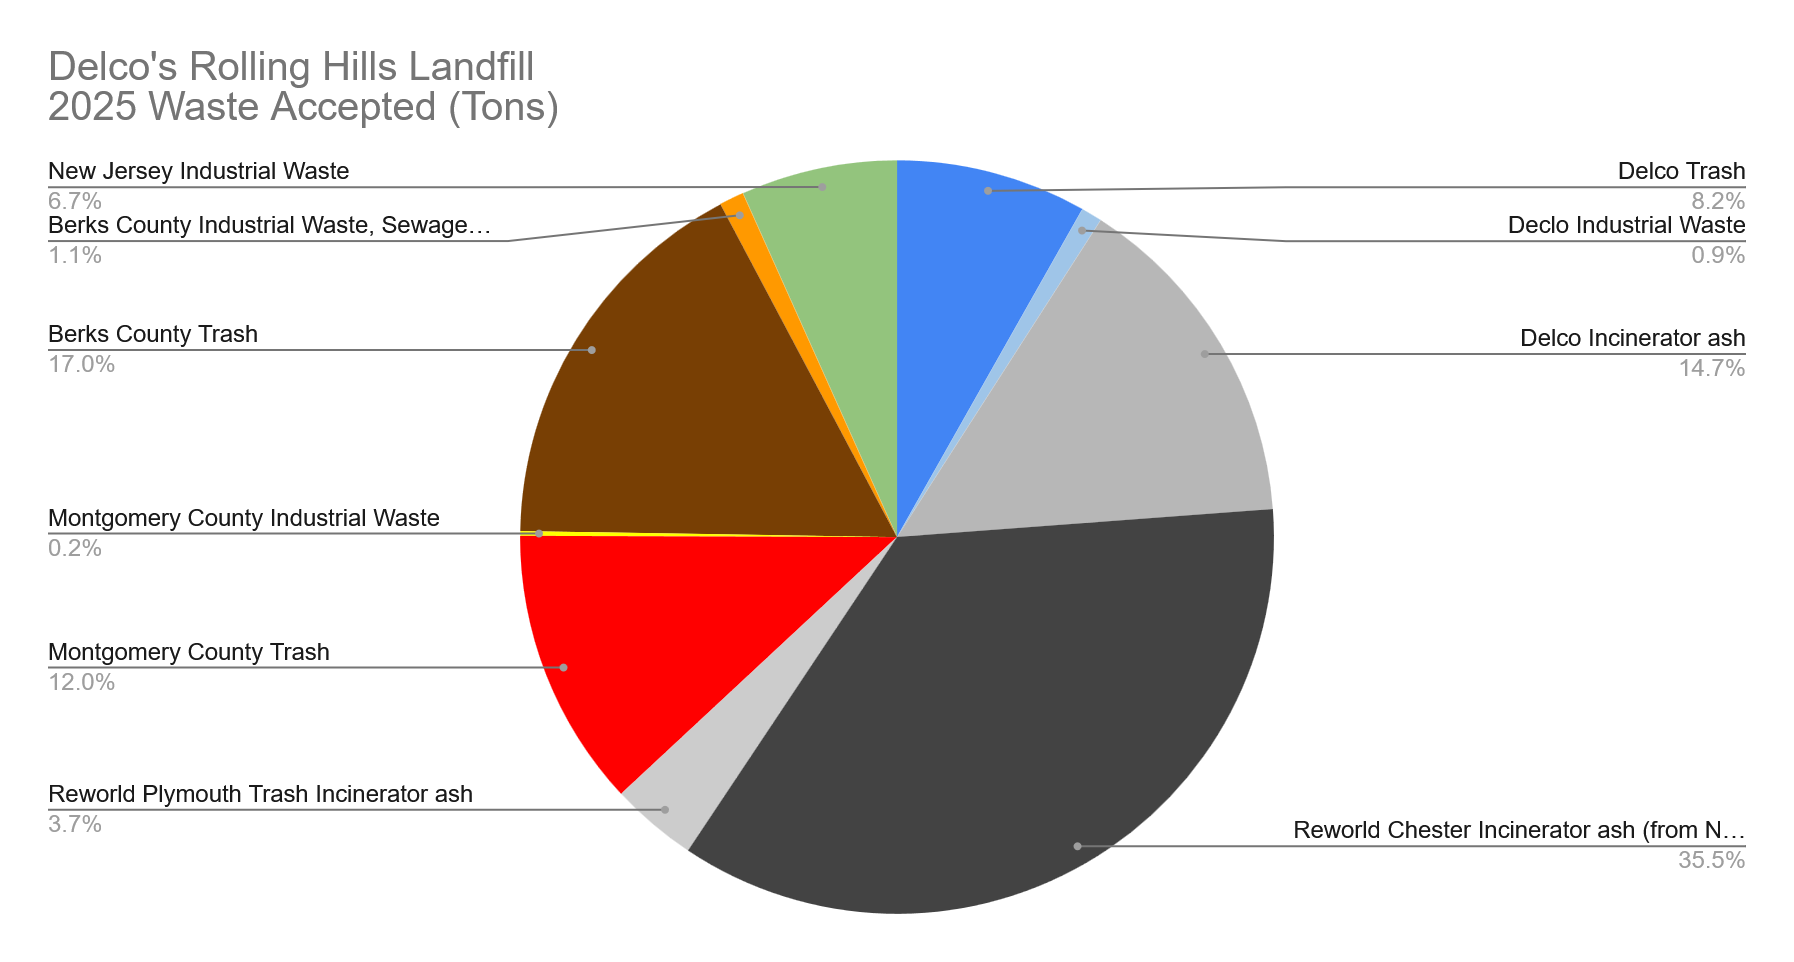 Delco's Rolling Hills Landfill
2025 Waste Accepted (Tons)
New Jersey Industrial Waste
6.7%
Berks County Industrial Waste, Sewage…
1.1%
Berks County Trash
17.0%
Montgomery County Industrial Waste
0.2%
Montgomery County Trash
12.0%
Reworld Plymouth Trash Incinerator ash
3.7%
Delco Trash
8.2%
Declo Industrial Waste
0.9%
Delco Incinerator ash
14.7%
Reworld Chester Incinerator ash (from N…
35.5%